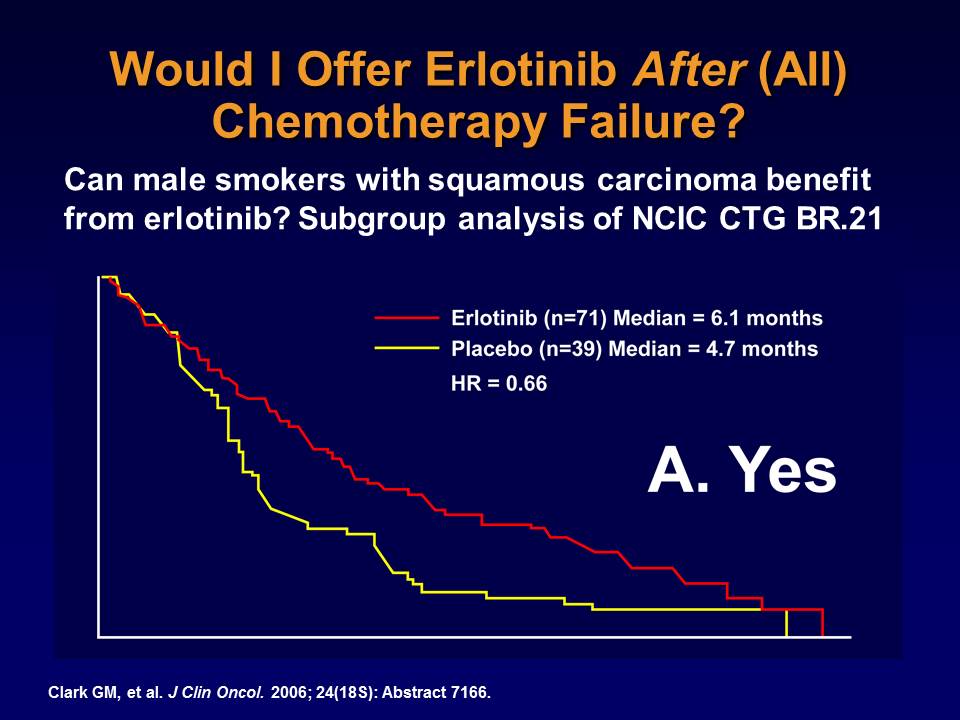 Would I Offer Erlotinib After (All)
Chemotherapy Failure?
Can male smokers with squamous carcinoma benefit
from erlotinib? Subgroup analysis of NCIC CTG BR.21
Erlotinib (n=71) Median = 6.1 months
Placebo (n=39) Median = 4.7 months
HR = 0.66
A. Yes
Clark GM, et al. J Clin Oncol. 2006; 24(18S): Abstract 7166.